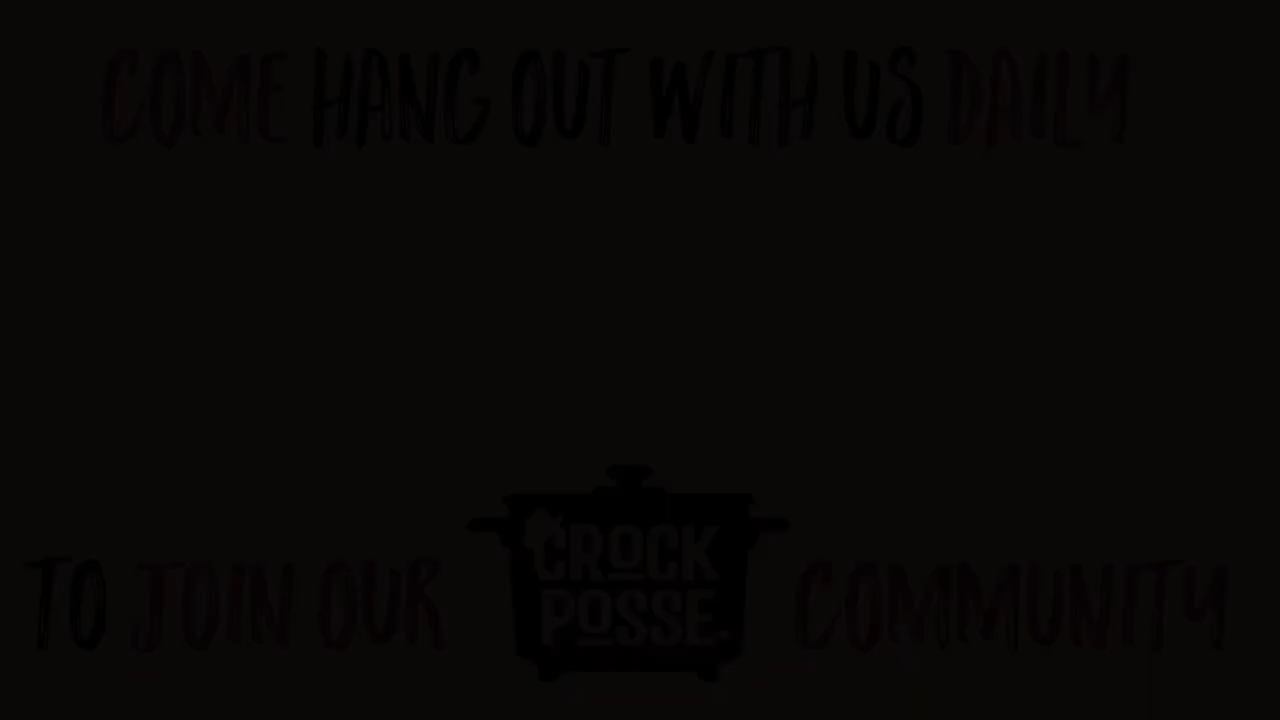 COME HANG OUT WITH US DAILY
CROCK
POSSE
TO JOIN OUR COMMUNITY